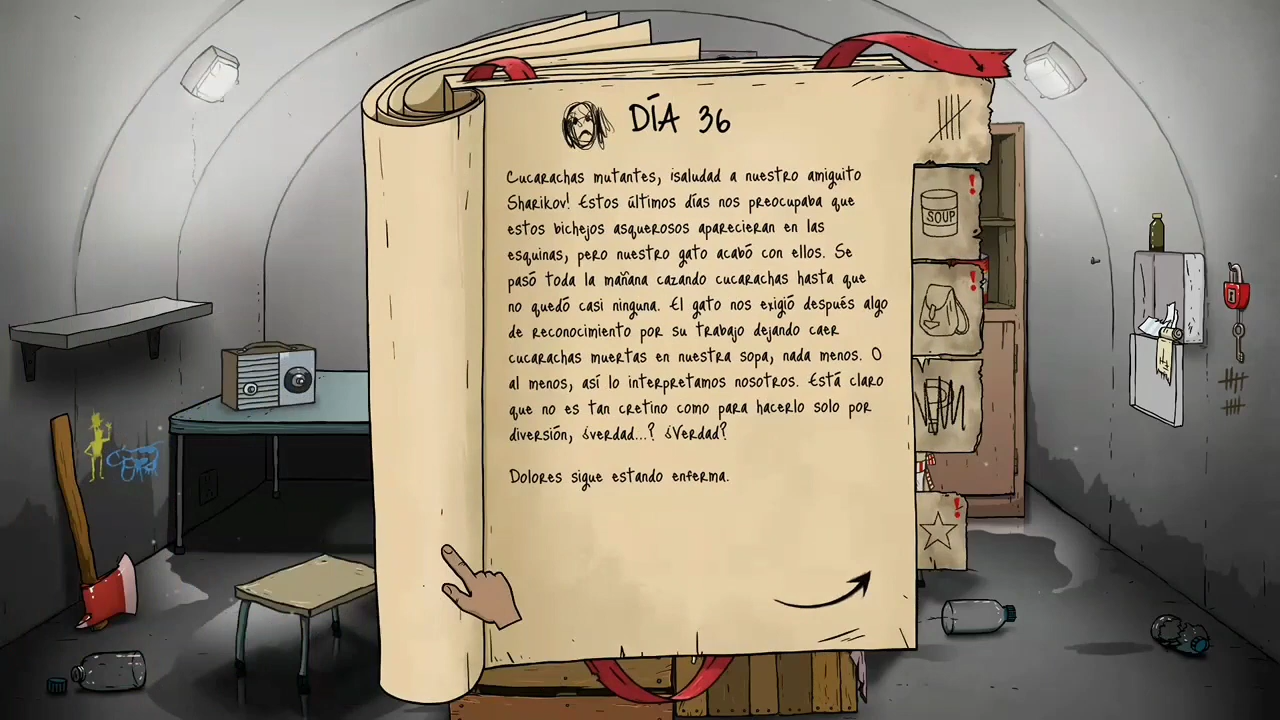 DÍA 36
Cucarachas mutantes, ¡saludad a nuestro amiguito
Sharikov! Estos últimos días nos preocupaba que
estos bichejos asquerosos aparecieran en las
esquinas, pero nuestro gato acabó con ellos. Se
pasó toda la mañana cazando cucarachas hasta que
no quedó casi ninguna. El gato nos exigió después algo
de reconocimiento por su trabajo dejando caer
cucarachas muertas en nuestra sopa, nada menos. O
al menos, así lo interpretamos nosotros. Está claro
que no es tan cretino como para hacerlo solo por
diversión, ¿verdad...? ¿Verdad?
Dolores sigue estando enferma.
!
SOUP
!
!